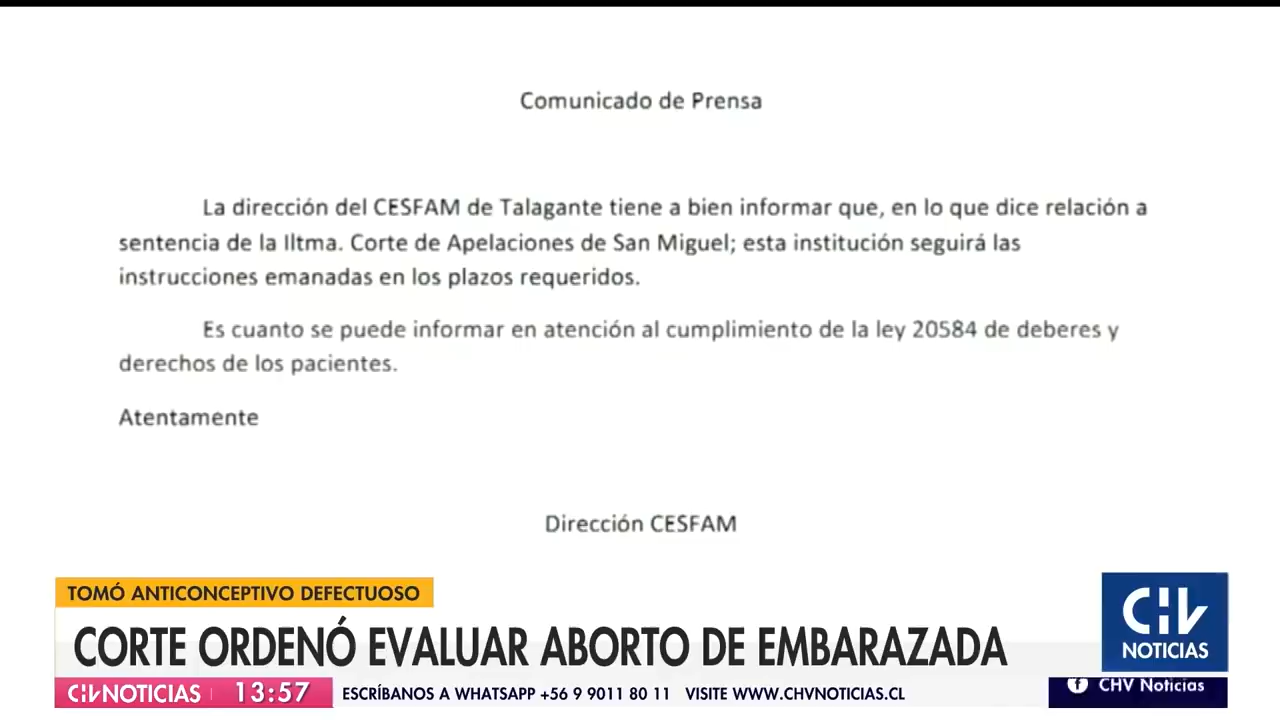 Comunicado de Prensa
La dirección del CESFAM de Talagante tiene a bien informar que, en lo que dice relación a
sentencia de la Iltma. Corte de Apelaciones de San Miguel; esta institución seguirá las
instrucciones emanadas en los plazos requeridos.
Es cuanto se puede informar en atención al cumplimiento de la ley 20584 de deberes y
derechos de los pacientes.
Atentamente
Dirección CESFAM
TOMÓ ANTICONCEPTIVO DEFECTUOSO
CORTE ORDENÓ EVALUAR ABORTO DE EMBARAZADA
CHV NOTICIAS
CHV NOTICIAS 13:57 ESCRÍBANOS A WHATSAPP +56 9 9011 80 11 VISITE WWW.CHVNOTICIAS.CL
CHV Noticias